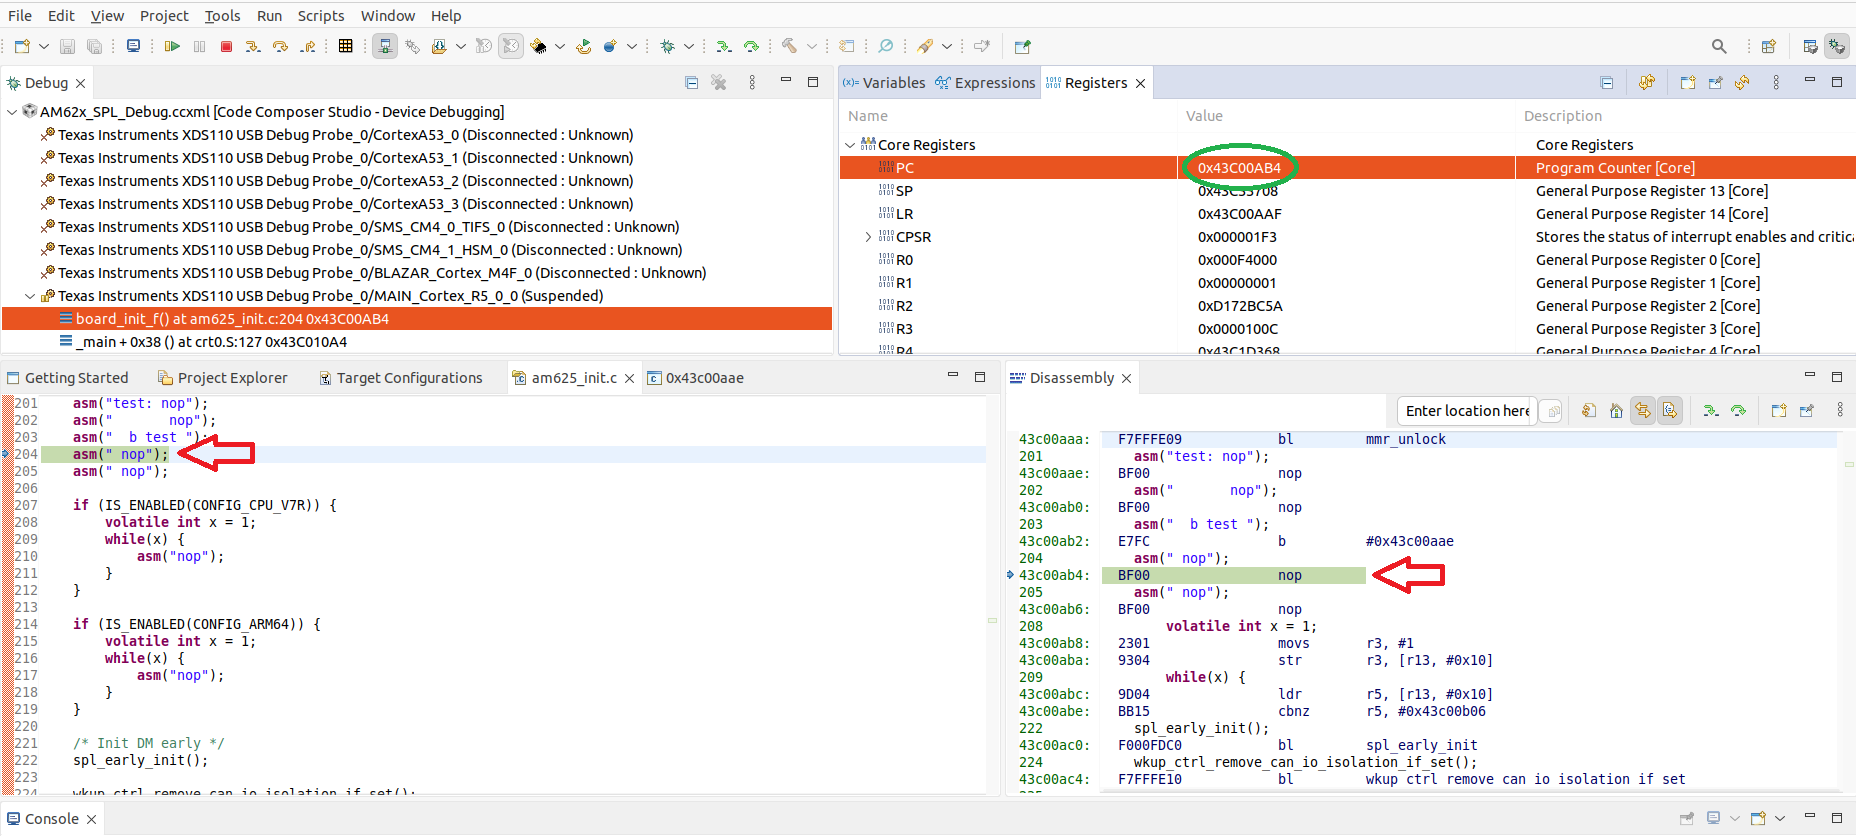 File Edit View Project Tools Run Scripts Window Help
Debug
AM62x_SPL_Debug.ccxml [Code Composer Studio - Device Debugging]
Texas Instruments XDS110 USB Debug Probe_0/CortexA53_0 (Disconnected : Unknown)
Texas Instruments XDS110 USB Debug Probe_0/CortexA53_1 (Disconnected : Unknown)
Texas Instruments XDS110 USB Debug Probe_0/CortexA53_2 (Disconnected : Unknown)
Texas Instruments XDS110 USB Debug Probe_0/CortexA53_3 (Disconnected : Unknown)
Texas Instruments XDS110 USB Debug Probe_0/SMS_CM4_0_TIFS_0 (Disconnected : Unknown)
Texas Instruments XDS110 USB Debug Probe_0/SMS_CM4_1_HSM_0 (Disconnected : Unknown)
Texas Instruments XDS110 USB Debug Probe_0/BLAZAR_Cortex_M4F_0 (Disconnected : Unknown)
Texas Instruments XDS110 USB Debug Probe_0/MAIN_Cortex_R5_0_0 (Suspended)
board_init_f() at am625_init.c:204 0x43C00AB4
_main + 0x38 () at crt0.S:127 0x43C010A4
(x)= Variables Expressions Registers
Name Value Description
Core Registers Core Registers
PC 0x43C00AB4 Program Counter [Core]
SP 0x43C33708 General Purpose Register 13 [Core]
LR 0x43C00AAF General Purpose Register 14 [Core]
CPSR 0x000001F3 Stores the status of interrupt enables and critica
R0 0x000F4000 General Purpose Register 0 [Core]
R1 0x00000001 General Purpose Register 1 [Core]
R2 0xD172BC5A General Purpose Register 2 [Core]
R3 0x0000100C General Purpose Register 3 [Core]
R4 0x43C1D368 General Purpose Register 4 [Core]
Getting Started Project Explorer Target Configurations am625_init.c 0x43c00aae
201 asm("test: nop");
202 asm("       nop");
203 asm("  b test ");
204 asm(" nop");
205 asm(" nop");
206
207 if (IS_ENABLED(CONFIG_CPU_V7R)) {
208 volatile int x = 1;
209 while(x) {
210 asm("nop");
211 }
212 }
213
214 if (IS_ENABLED(CONFIG_ARM64)) {
215 volatile int x = 1;
216 while(x) {
217 asm("nop");
218 }
219 }
220
221 /* Init DM early */
222 spl_early_init();
223
224 wkup_ctrl_remove_can_io_isolation_if_set();
Disassembly
Enter location here
43c00aaa: F7FFFE09 bl mmr_unlock
201 asm("test: nop");
43c00aae: BF00 nop
202 asm("       nop");
43c00ab0: BF00 nop
203 asm("  b test ");
43c00ab2: E7FC b #0x43c00aae
204 asm(" nop");
43c00ab4: BF00 nop
205 asm(" nop");
43c00ab6: BF00 nop
208 volatile int x = 1;
43c00ab8: 2301 movs r3, #1
43c00aba: 9304 str r3, [r13, #0x10]
209 while(x) {
43c00abc: 9D04 ldr r5, [r13, #0x10]
43c00abe: BB15 cbnz r5, #0x43c00b06
222 spl_early_init();
43c00ac0: F000FDC0 bl spl_early_init
224 wkup_ctrl_remove_can_io_isolation_if_set();
43c00ac4: F7FFFE10 bl wkup_ctrl_remove_can_io_isolation_if_set
Console